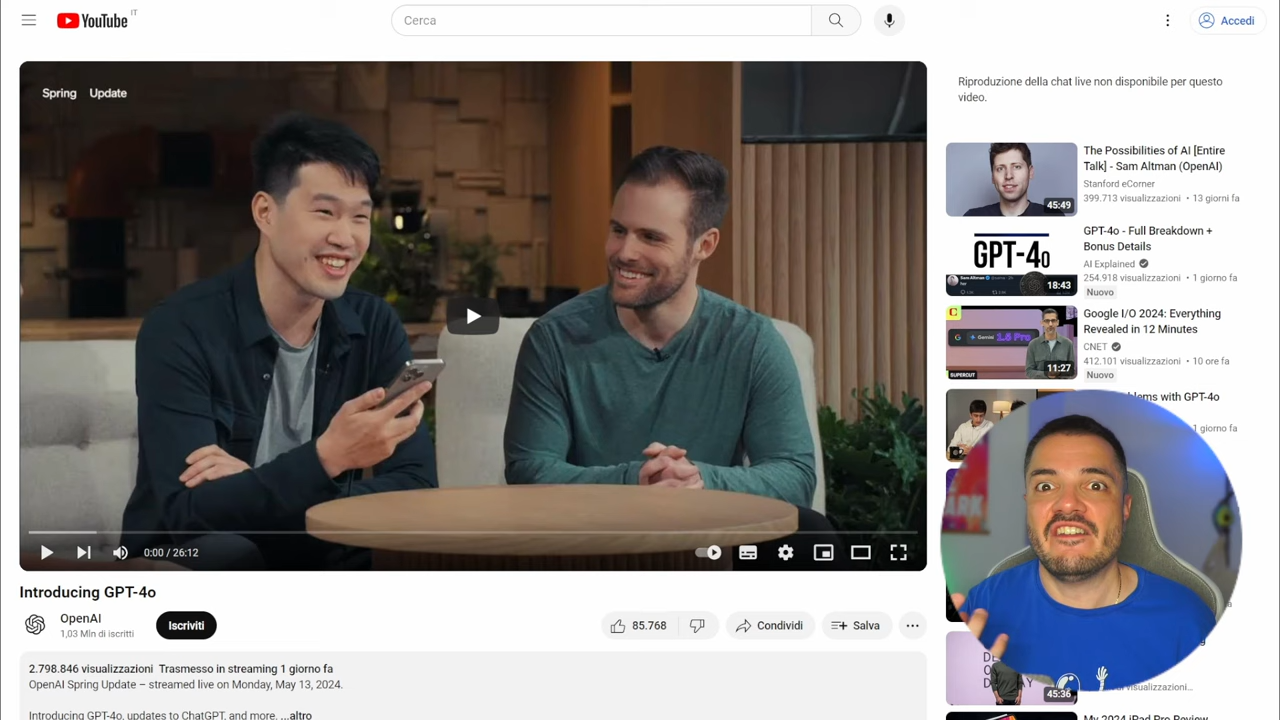 YouTube IT
Cerca
Accedi
Spring Update
0:00 / 26:12
Introducing GPT-4o
OpenAI
1,03 Mln di iscritti
Iscriviti
85.768
Condividi
Salva
2.798.846 visualizzazioni Trasmesso in streaming 1 giorno fa
OpenAI Spring Update – streamed live on Monday, May 13, 2024.
Introducing GPT-4o, updates to ChatGPT, and more. ...altro
Riproduzione della chat live non disponibile per questo
video.
45:49
The Possibilities of AI [Entire
Talk] - Sam Altman (OpenAI)
Stanford eCorner
399.713 visualizzazioni • 13 giorni fa
GPT-4o
18:43
GPT-4o - Full Breakdown +
Bonus Details
AI Explained
254.918 visualizzazioni • 1 giorno fa
Nuovo
SUPERCUT
11:27
Google I/O 2024: Everything
Revealed in 12 Minutes
CNET
412.101 visualizzazioni • 10 ore fa
Nuovo
with GPT-4o
1 giorno fa
45:36
My 2024 iPad Pro Review